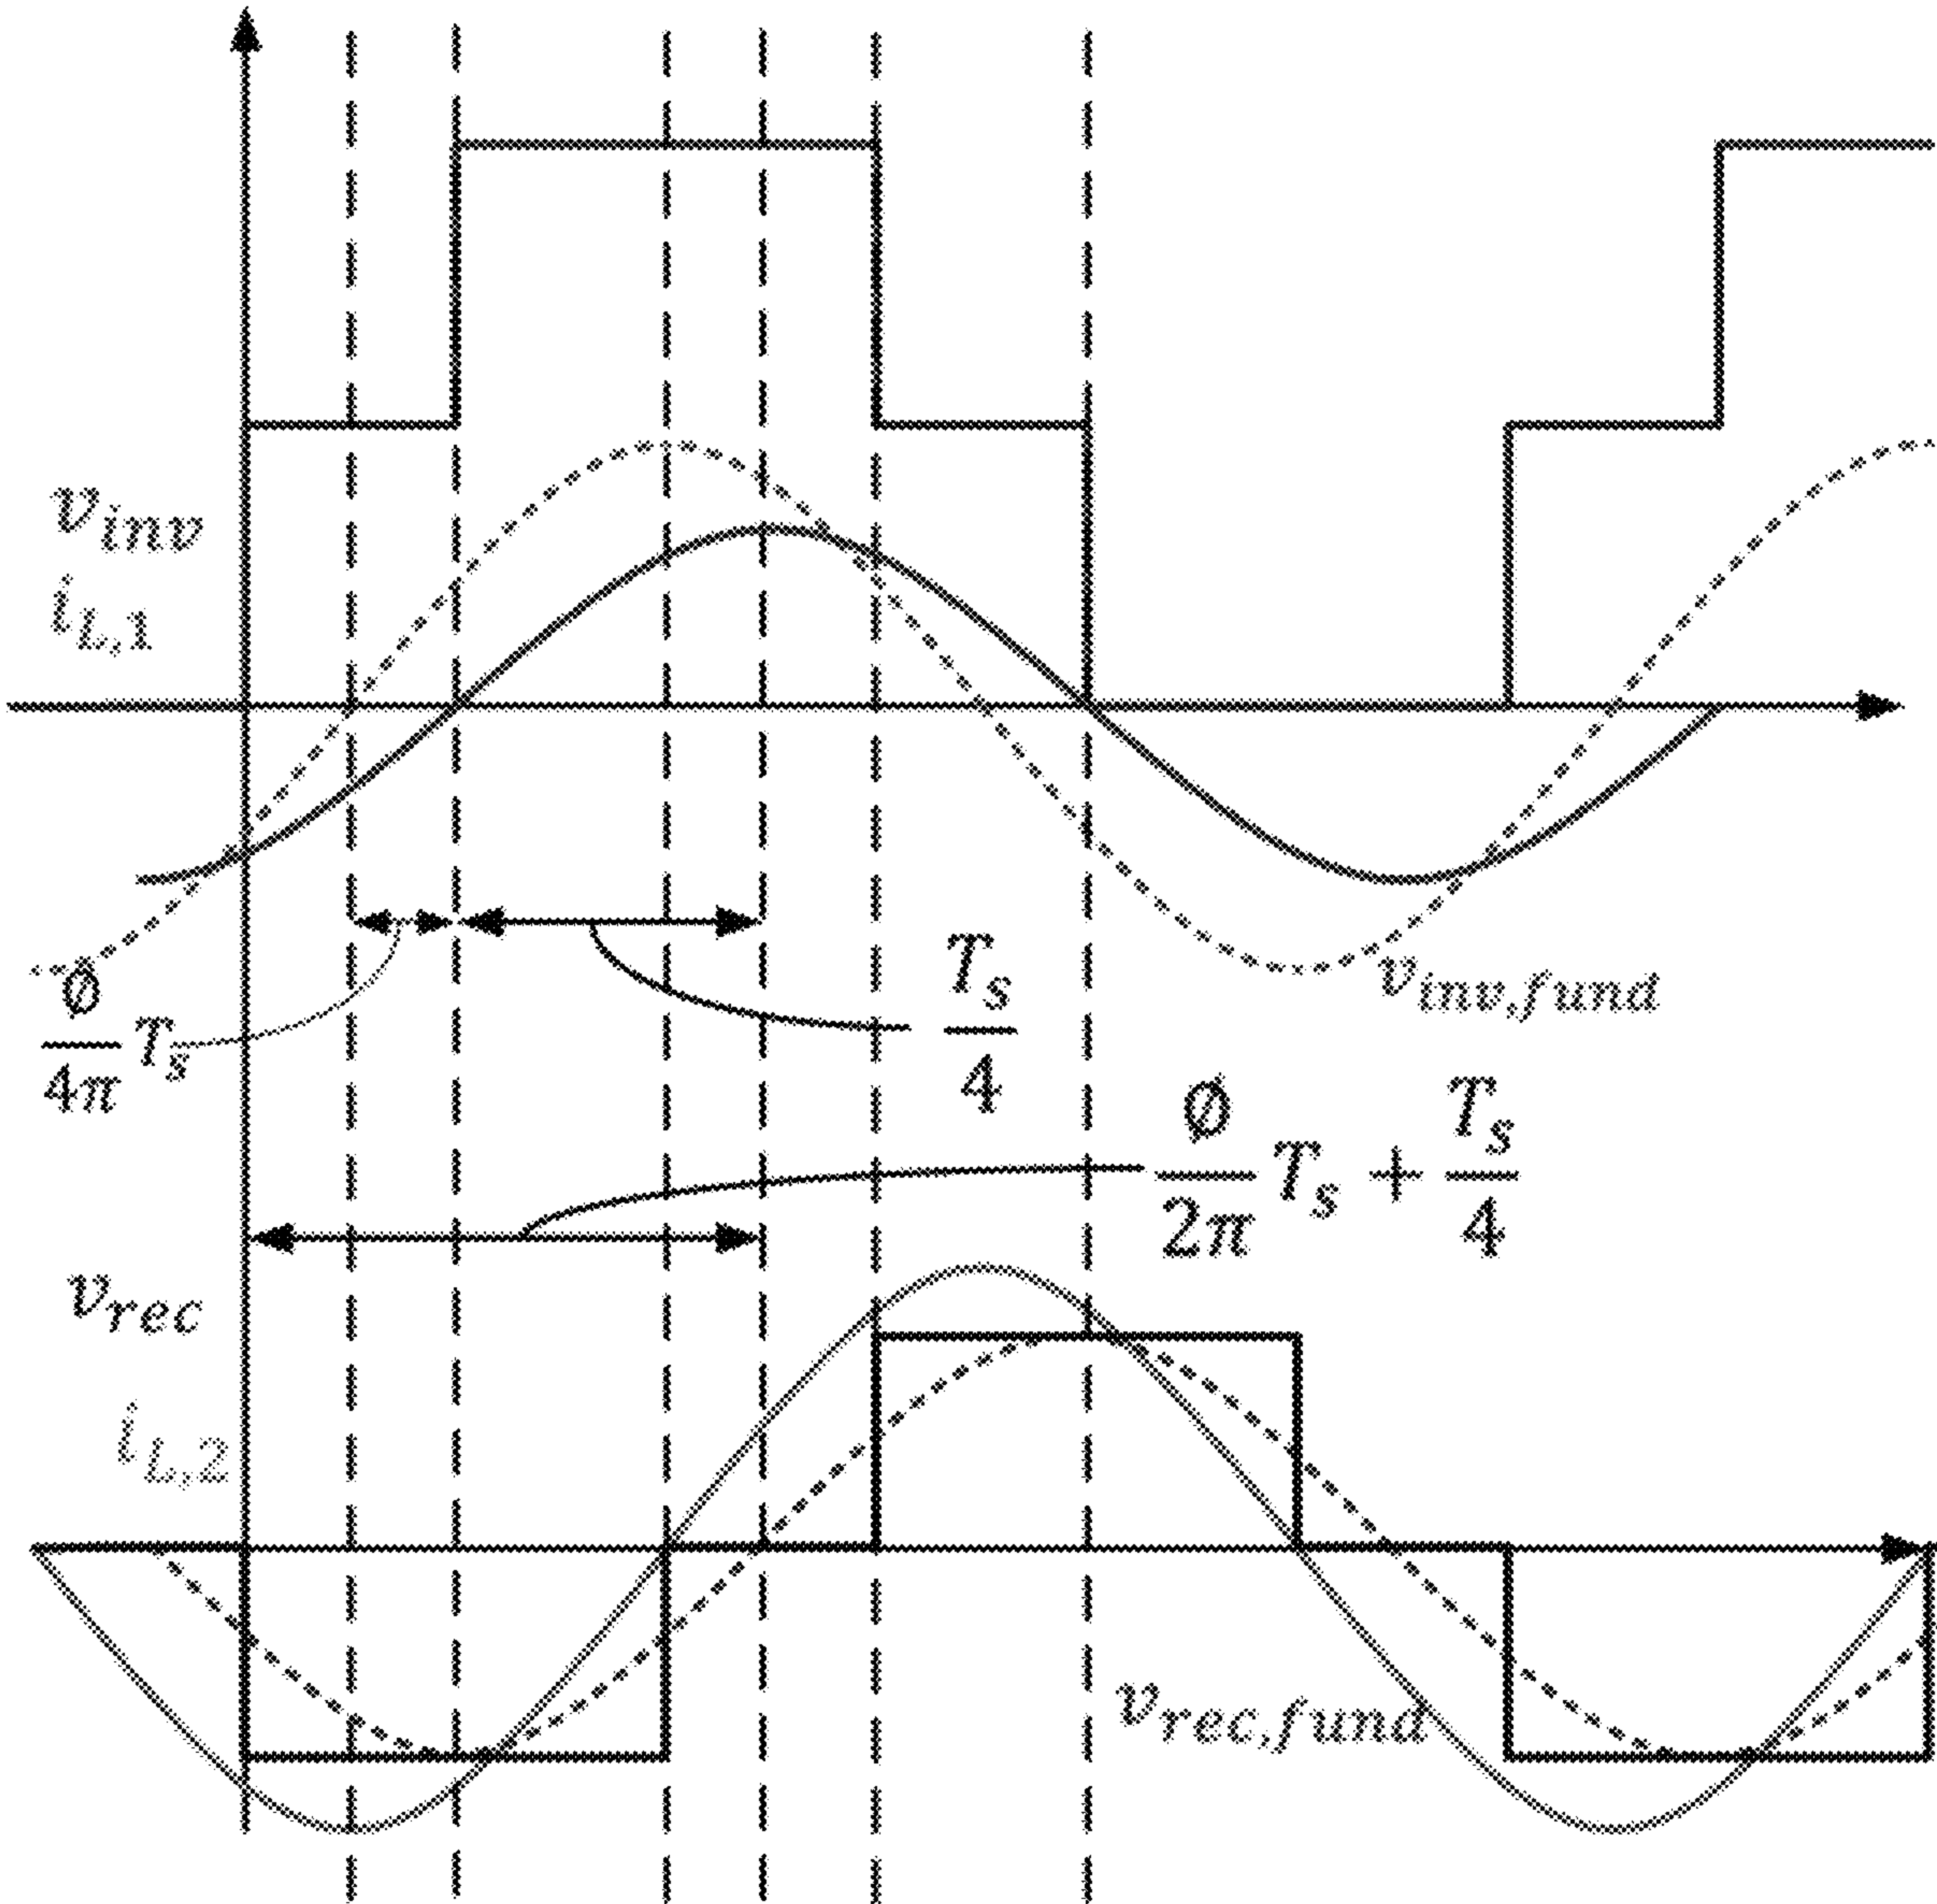 v_inv
i_L,1
v_inv,fund
∅/4π T_s
T_s/4
∅/2π T_s + T_s/4
v_rec
i_L,2
v_rec,fund